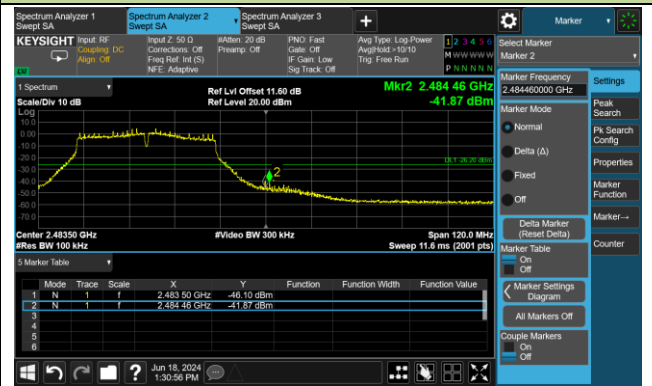 Spectrum Analyzer 1
Swept SA
Spectrum Analyzer 2
Swept SA
Spectrum Analyzer 3
Swept SA
Marker
KEYSIGHT
Input: RF
Coupling: DC
Align: Off
Input Z: 50 Ω
Corrections: Off
Freq Ref: Int (S)
NFE: Adaptive
#Atten: 20 dB
Preamp: Off
PNO: Fast
Gate: Off
IF Gain: Low
Sig Track: Off
Avg Type: Log-Power
Avg|Hold:>10/10
Trig: Free Run
1 2 3 4 5 6
M W W W W W
P N N N N N
Select Marker
Marker 2
1 Spectrum
Scale/Div 10 dB
Ref Lvl Offset 11.60 dB
Ref Level 20.00 dBm
Mkr2 2.484 46 GHz
-41.87 dBm
Log
10.0
0.00
-10.0
-20.0
-30.0
-40.0
-50.0
-60.0
-70.0
DL1 -26.20 dBm
2
Center 2.48350 GHz
#Res BW 100 kHz
#Video BW 300 kHz
Span 120.0 MHz
Sweep 11.6 ms (2001 pts)
5 Marker Table
Mode Trace Scale X Y Function Function Width Function Value
1 N 1 f 2.483 50 GHz -46.10 dBm
2 N 1 f 2.484 46 GHz -41.87 dBm
3
4
5
6
Marker Frequency
2.484460000 GHz
Marker Mode
Normal
Delta (Δ)
Fixed
Off
Delta Marker
(Reset Delta)
Marker Table
On
Off
Marker Settings
Diagram
All Markers Off
Couple Markers
On
Off
Settings
Peak
Search
Pk Search
Config
Properties
Marker
Function
Marker→
Counter
?
Jun 18, 2024
1:30:56 PM